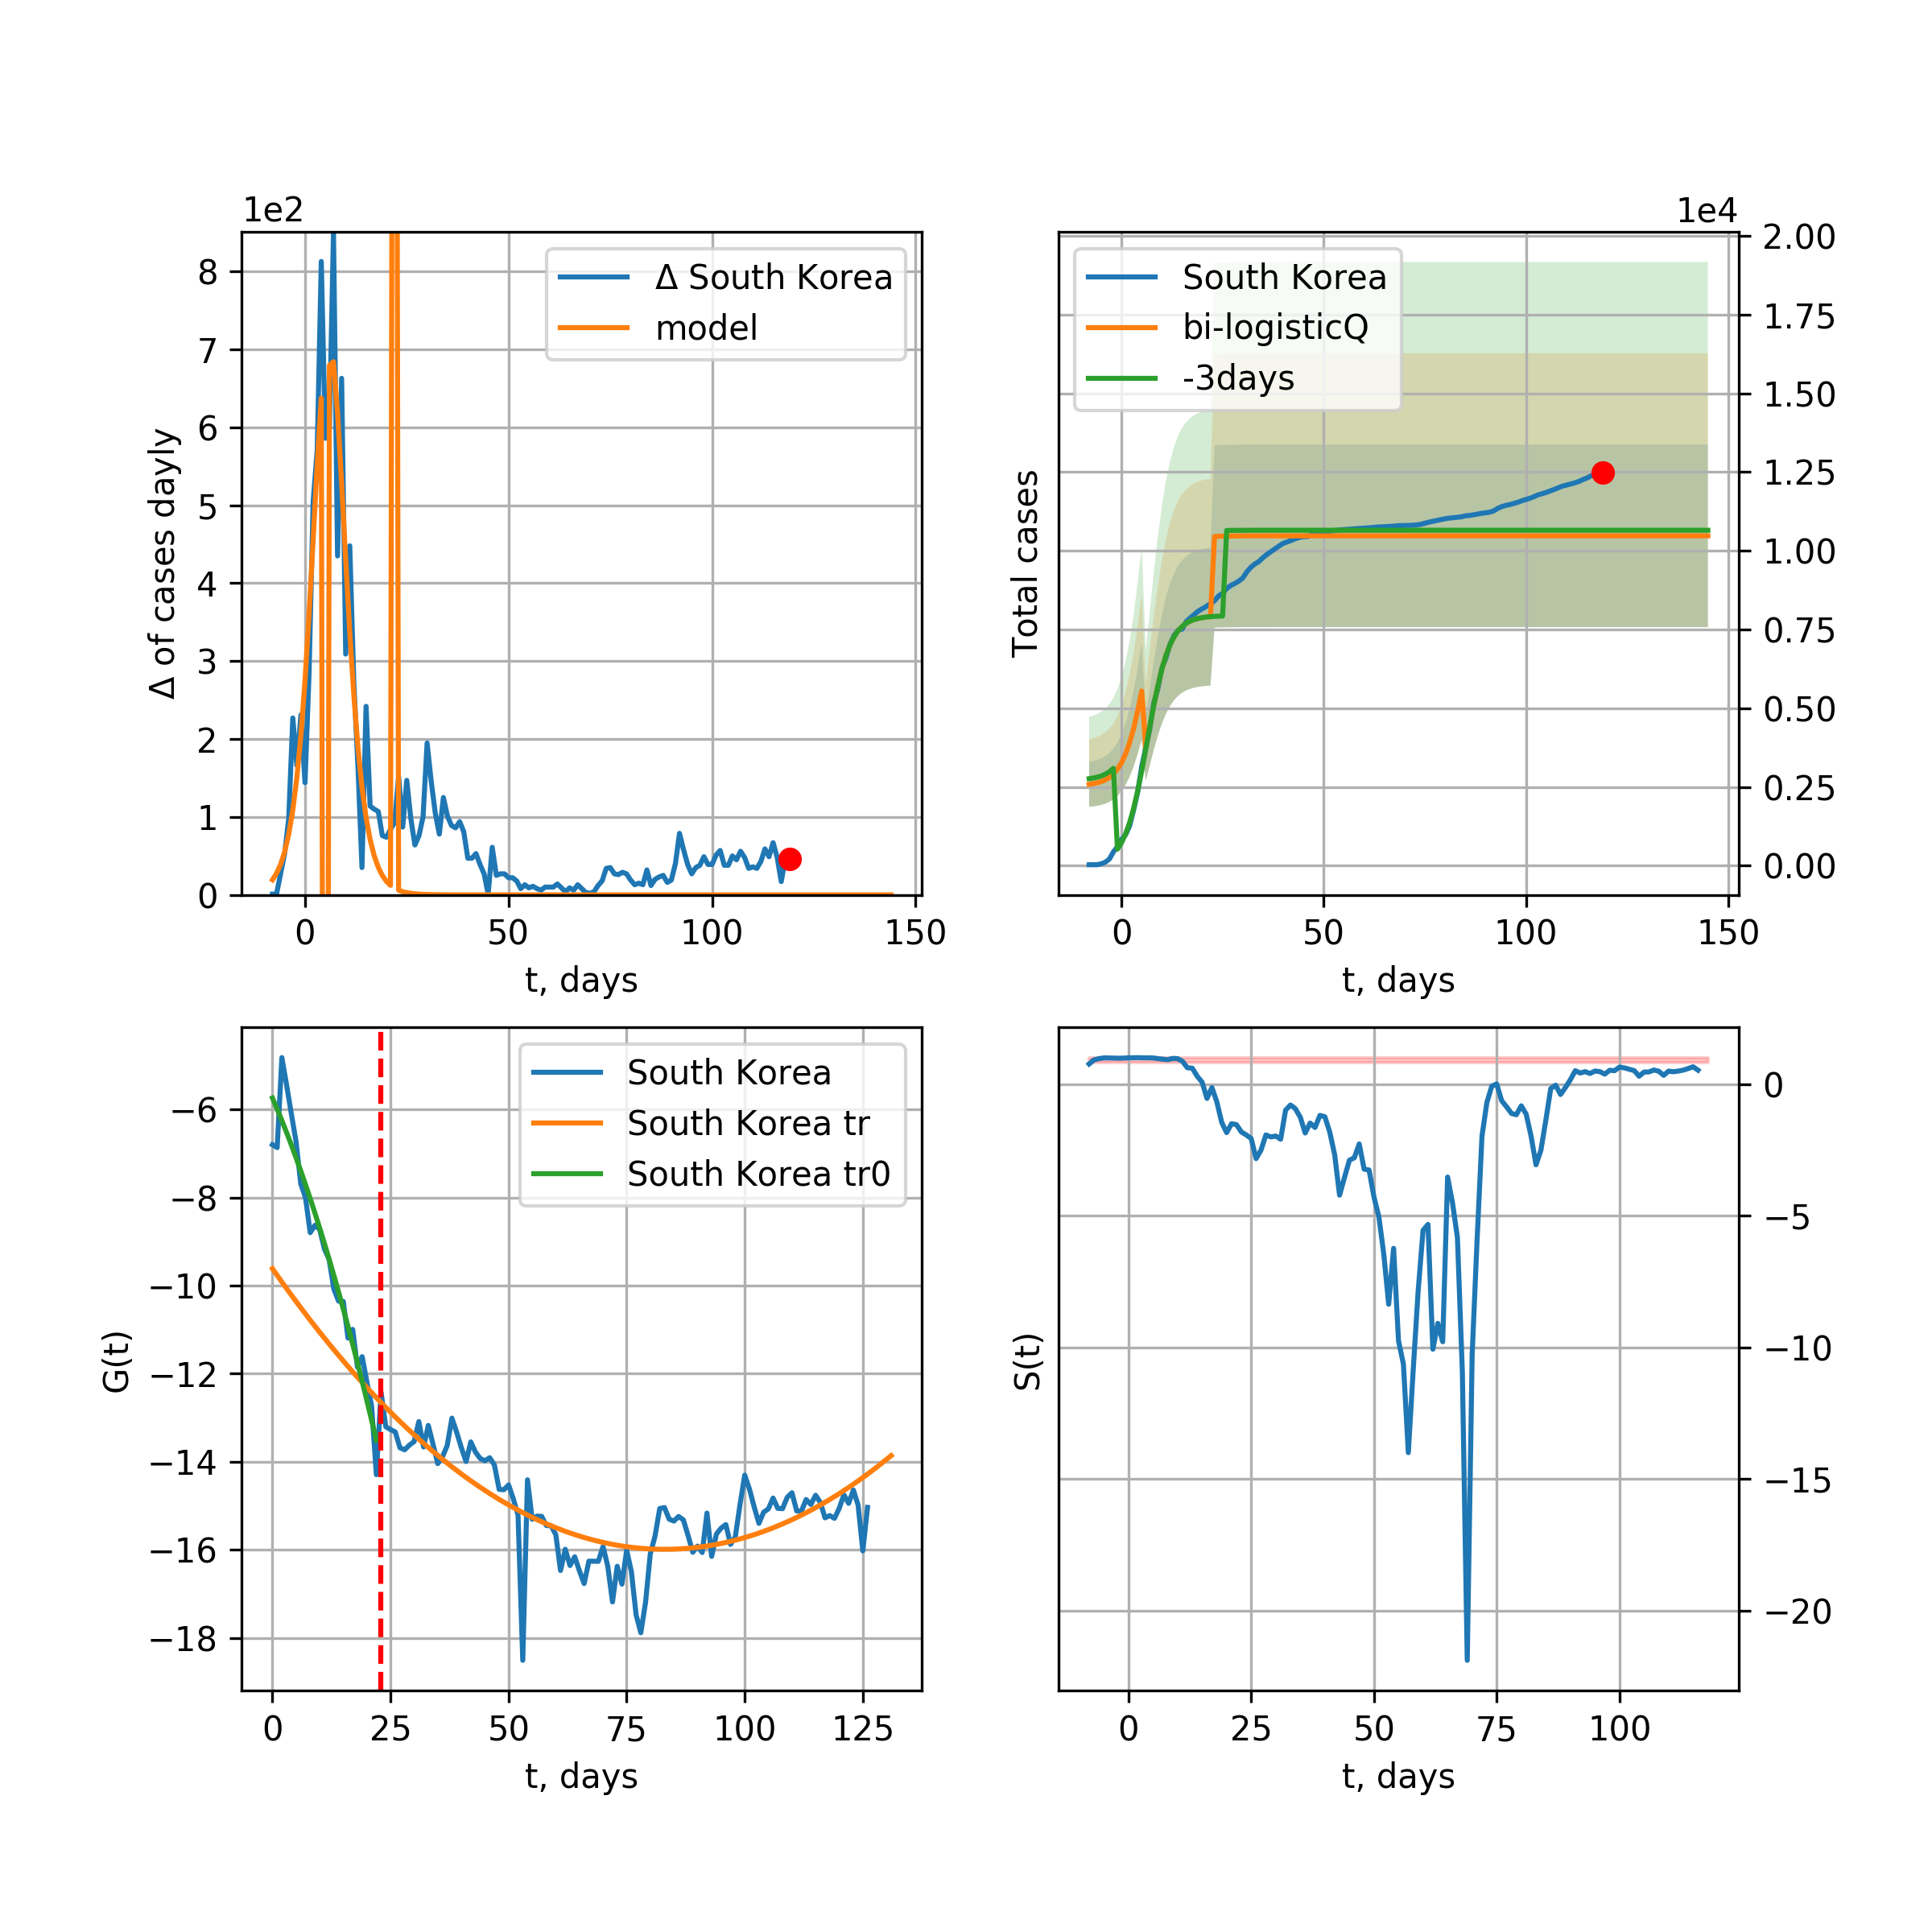 1e2
Δ of cases dayly
8
7
6
5
4
3
2
1
0
Δ South Korea
model
0 50 100 150
t, days
1e4
Total cases
South Korea
bi-logisticQ
-3days
2.00
1.75
1.50
1.25
1.00
0.75
0.50
0.25
0.00
0 50 100 150
t, days
G(t)
−6
−8
−10
−12
−14
−16
−18
South Korea
South Korea tr
South Korea tr0
0 25 50 75 100 125
t, days
S(t)
0
−5
−10
−15
−20
0 25 50 75 100
t, days